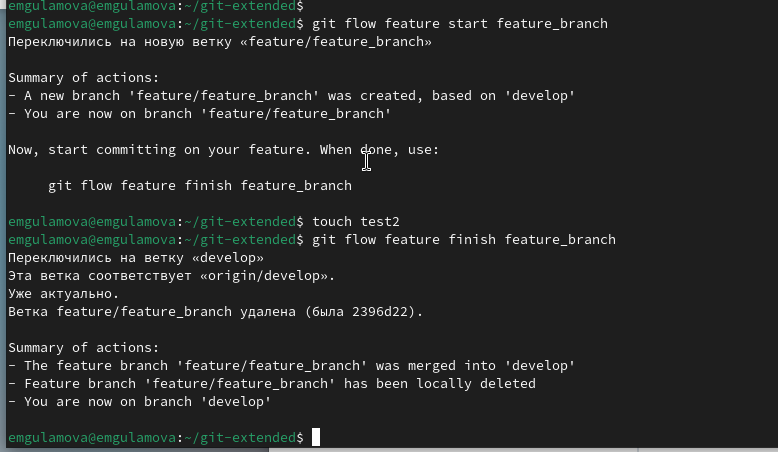 emgulamova@emgulamova:~/git-extended$
emgulamova@emgulamova:~/git-extended$ git flow feature start feature_branch
Переключились на новую ветку «feature/feature_branch»
Summary of actions:
- A new branch 'feature/feature_branch' was created, based on 'develop'
- You are now on branch 'feature/feature_branch'
Now, start committing on your feature. When done, use:
git flow feature finish feature_branch
emgulamova@emgulamova:~/git-extended$ touch test2
emgulamova@emgulamova:~/git-extended$ git flow feature finish feature_branch
Переключились на ветку «develop»
Эта ветка соответствует «origin/develop».
Уже актуально.
Ветка feature/feature_branch удалена (была 2396d22).
Summary of actions:
- The feature branch 'feature/feature_branch' was merged into 'develop'
- Feature branch 'feature/feature_branch' has been locally deleted
- You are now on branch 'develop'
emgulamova@emgulamova:~/git-extended$